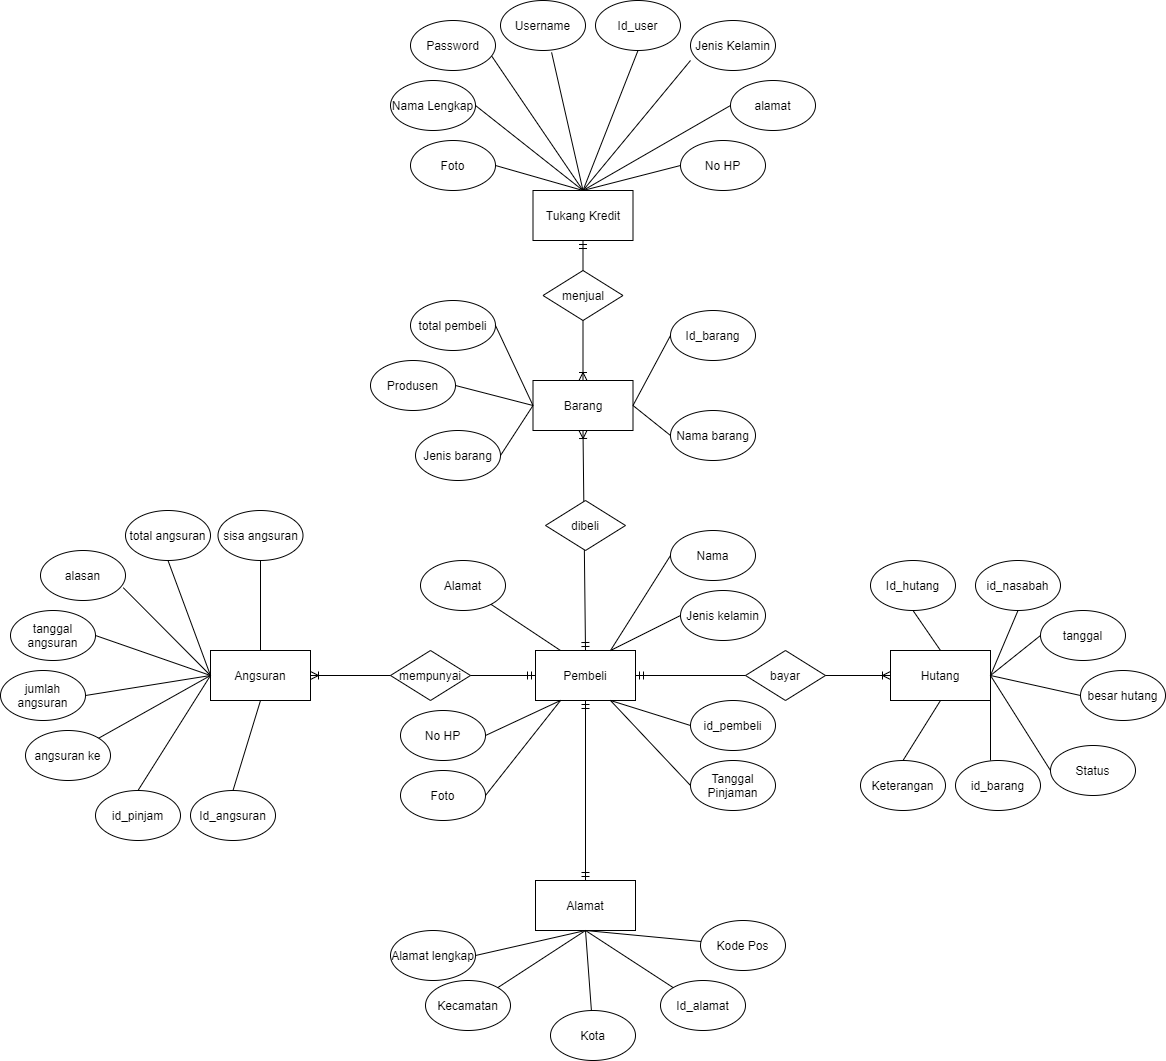 Username
Id_user
Password
Jenis Kelamin
Nama Lengkap
alamat
Foto
No HP
Tukang Kredit
menjual
total pembeli
Id_barang
Produsen
Barang
Nama barang
Jenis barang
dibeli
total angsuran
sisa angsuran
Nama
alasan
Alamat
Id_hutang
id_nasabah
Jenis kelamin
tanggal
angsuran
tanggal
Angsuran
mempunyai
Pembeli
bayar
Hutang
jumlah
angsuran
besar hutang
id_pembeli
No HP
angsuran ke
Status
Tanggal
Pinjaman
Keterangan
id_barang
Foto
id_pinjam
Id_angsuran
Alamat
Kode Pos
Alamat lengkap
Kecamatan
Id_alamat
Kota